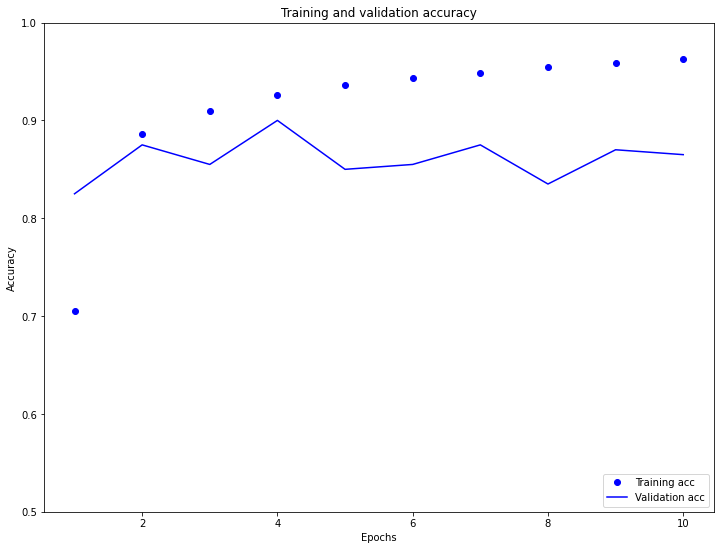 Training and validation accuracy
1.0
0.9
0.8
0.7
0.6
0.5
Accuracy
2
4
6
8
10
Epochs
Training acc
Validation acc